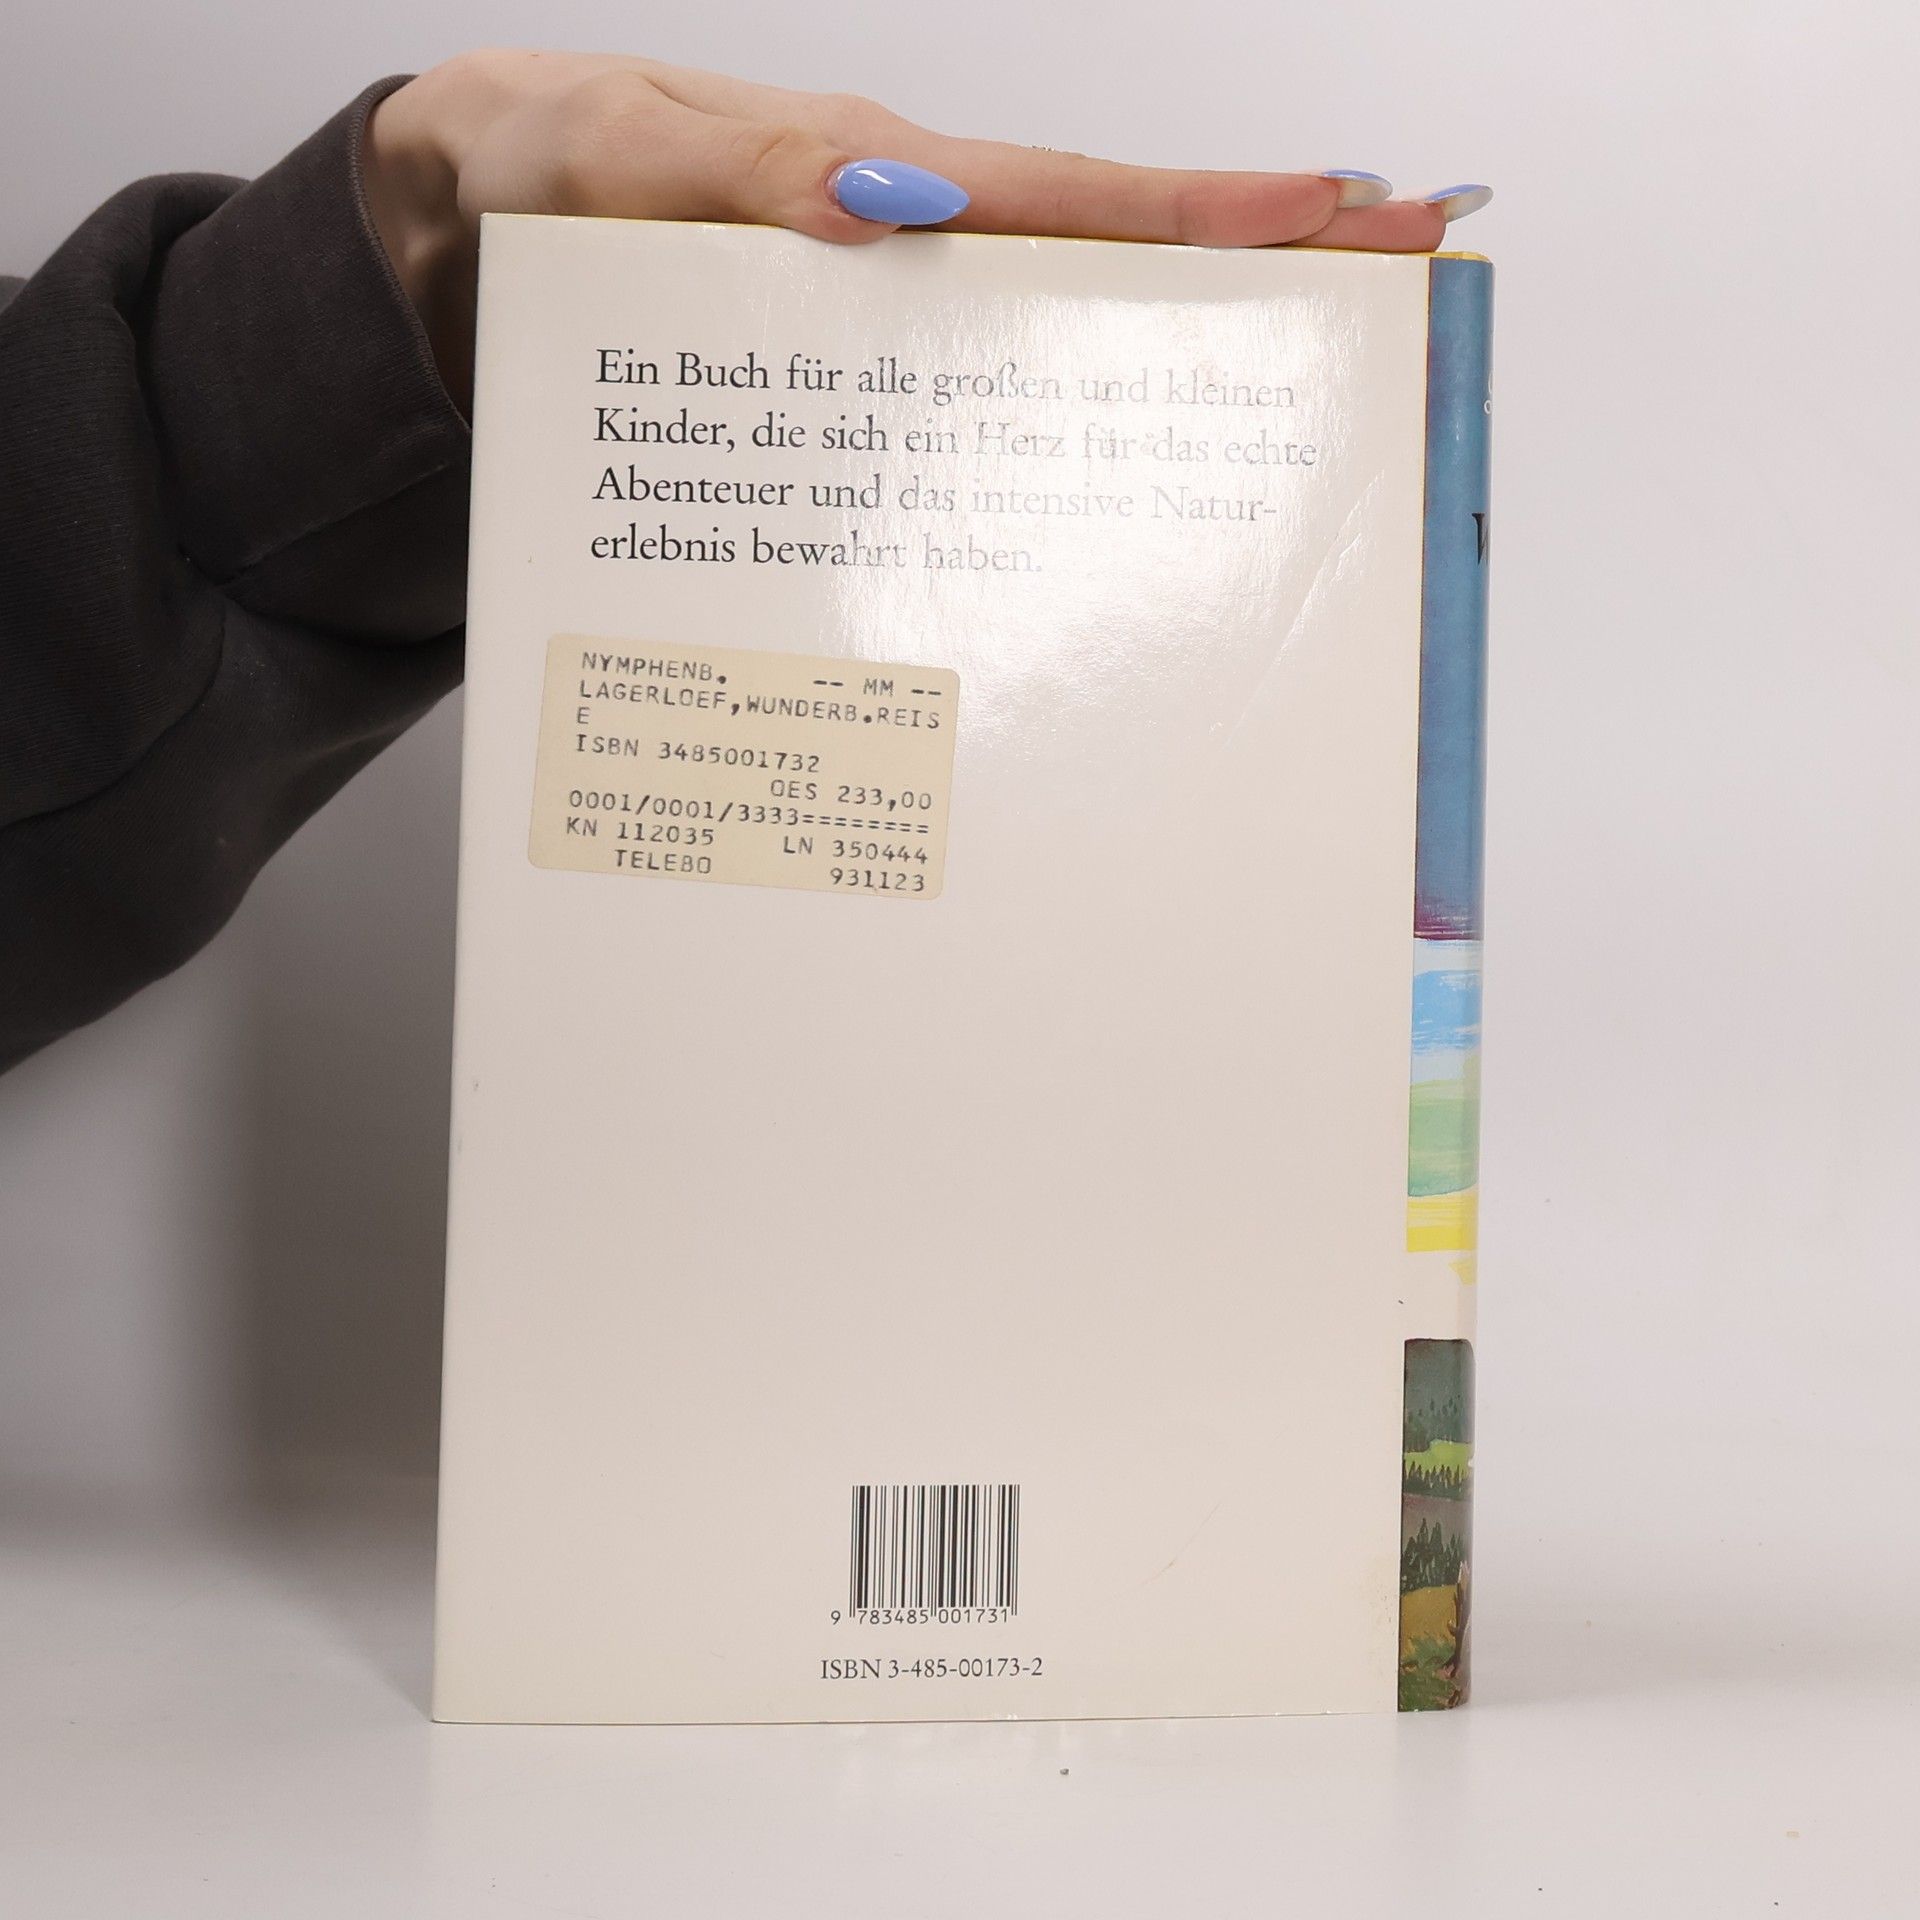 Ein Buch für alle großen und kleinen
Kinder, die sich ein Herz für das echte
Abenteuer und das intensive Natur-
erlebnis bewahrt haben.
NYMPHENB. -- MM --
LAGERLOEF,WUNDERB.REIS
E
ISBN 3485001732
OES 233,00
0001/0001/3333========
KN 112035 LN 350444
TELEBO 931123
9 783485 001731
ISBN 3-485-00173-2